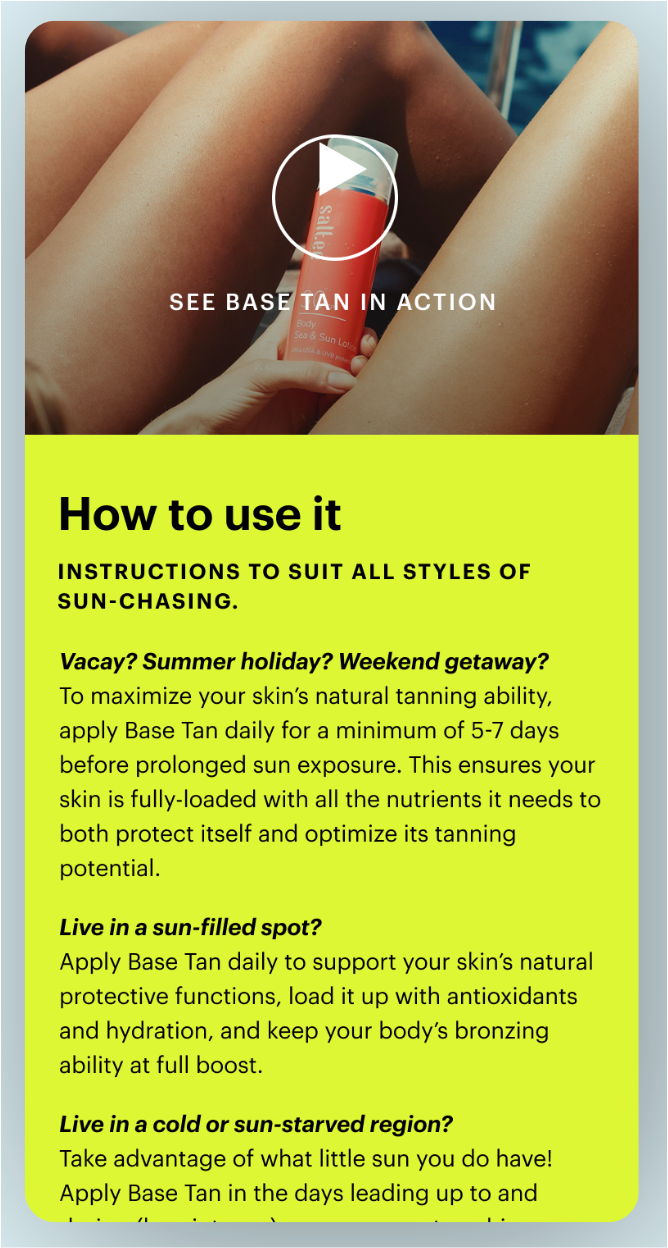 salte
SEE BASE TAN IN ACTION
Body
Sea & Sun Lotion
How to use it
INSTRUCTIONS TO SUIT ALL STYLES OF
SUN-CHASING.
Vacay? Summer holiday? Weekend getaway?
To maximize your skin’s natural tanning ability,
apply Base Tan daily for a minimum of 5-7 days
before prolonged sun exposure. This ensures your
skin is fully-loaded with all the nutrients it needs to
both protect itself and optimize its tanning
potential.
Live in a sun-filled spot?
Apply Base Tan daily to support your skin’s natural
protective functions, load it up with antioxidants
and hydration, and keep your body’s bronzing
ability at full boost.
Live in a cold or sun-starved region?
Take advantage of what little sun you do have!
Apply Base Tan in the days leading up to and